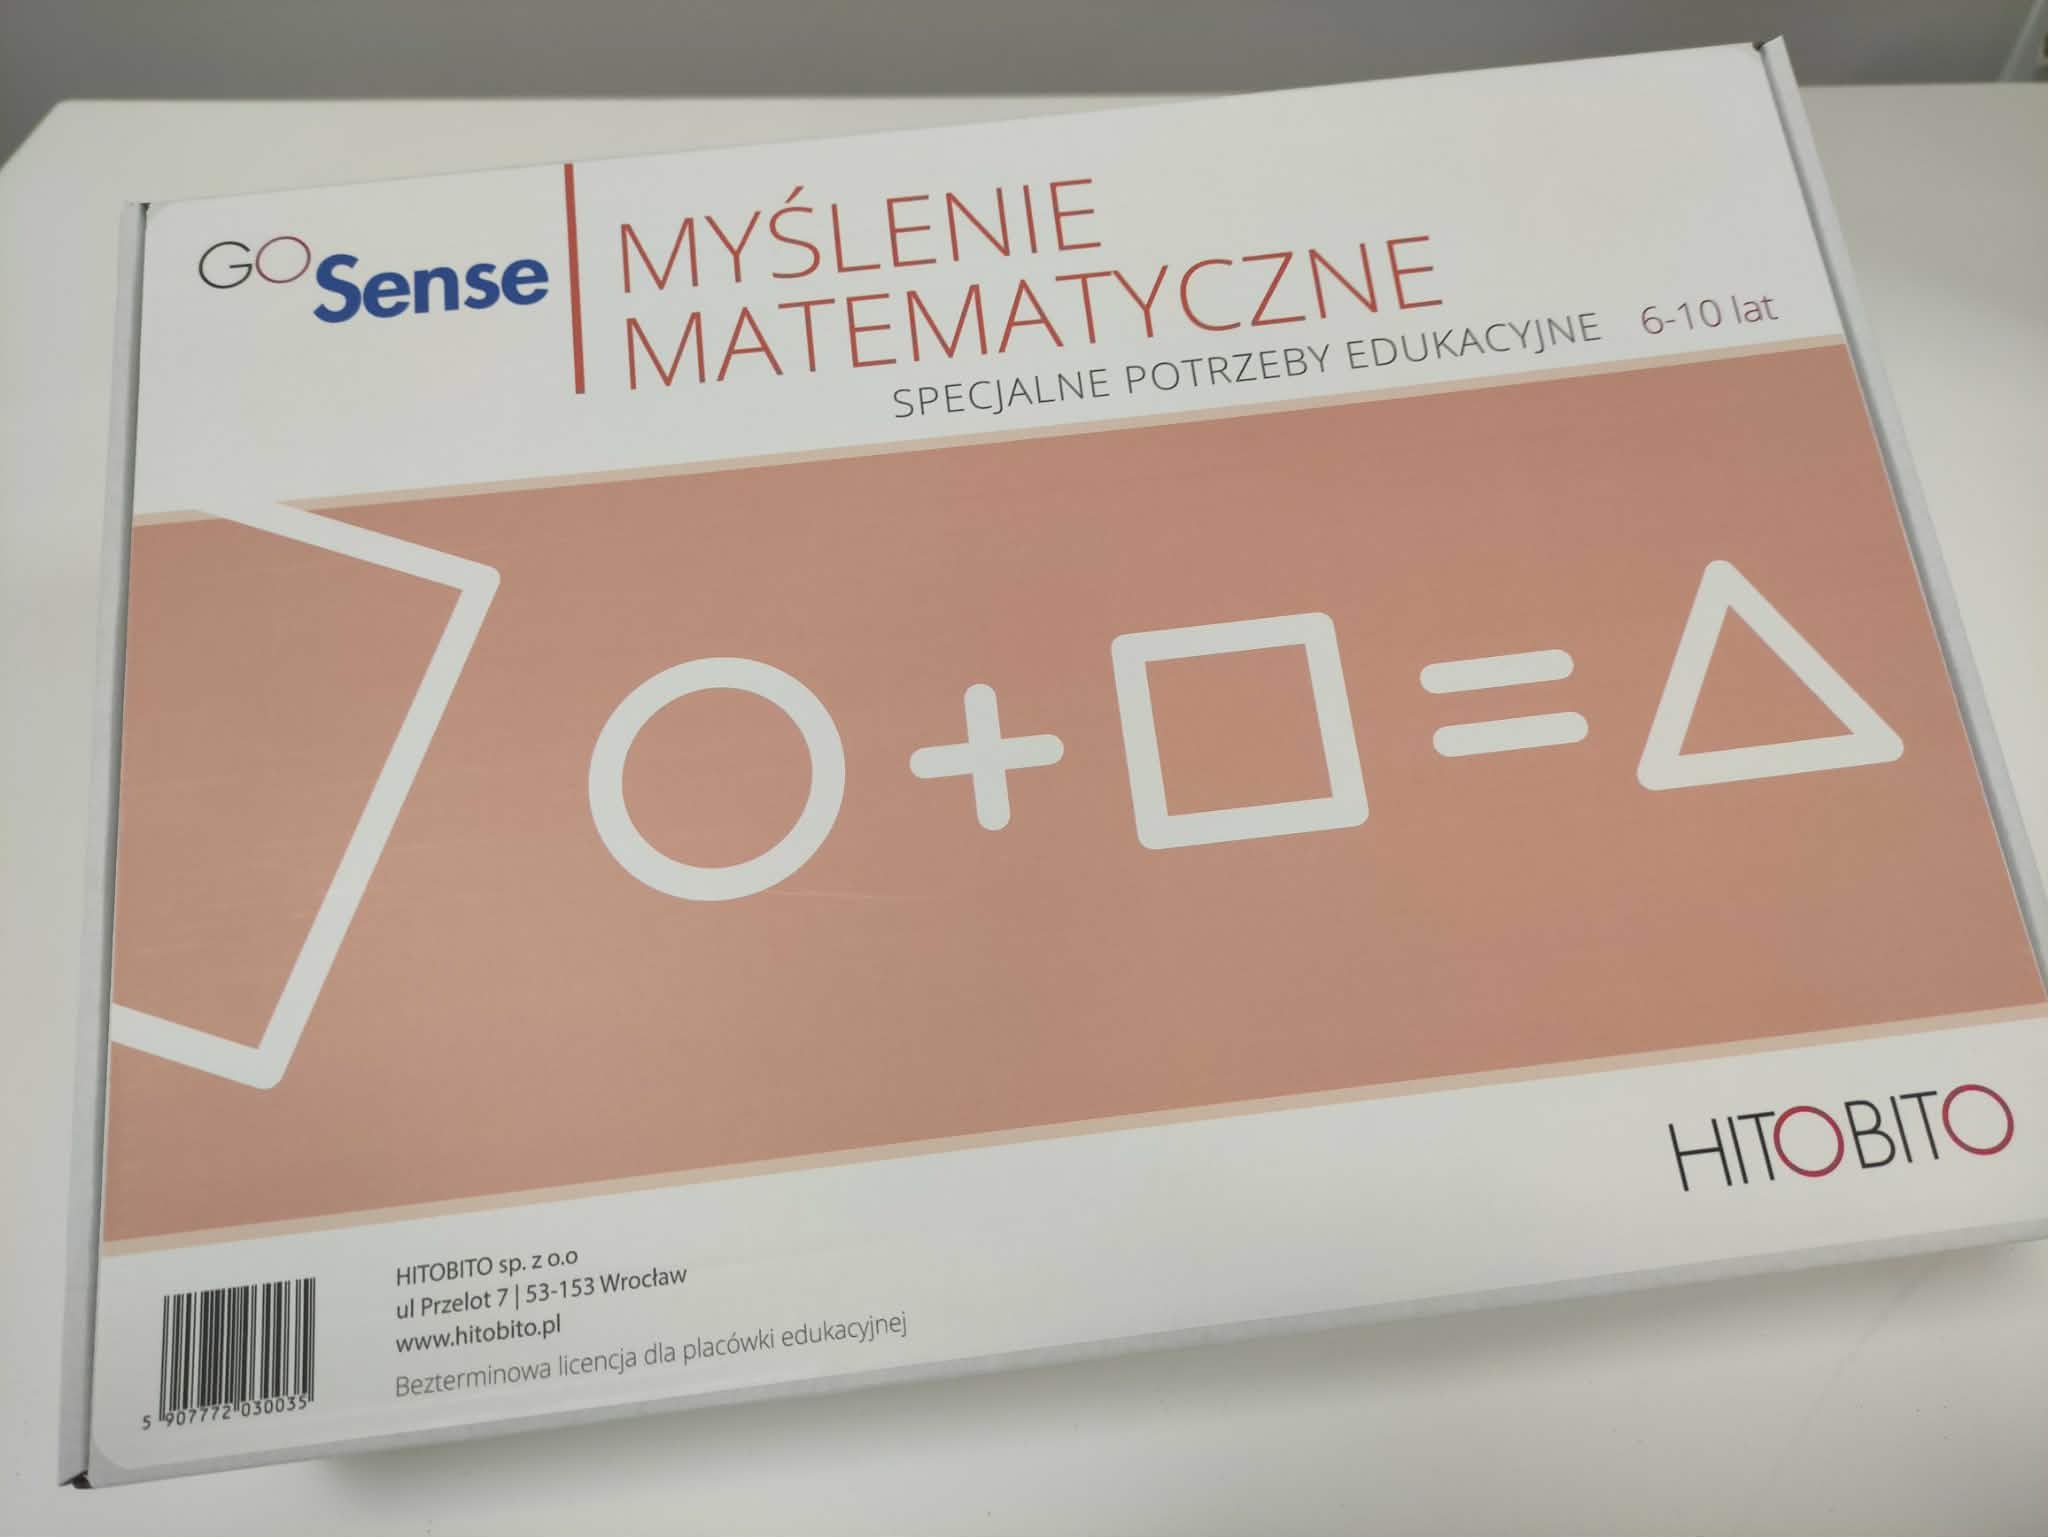 GO Sense
MYŚLENIE
MATEMATYCZNE
SPECJALNE POTRZEBY EDUKACYJNE 6-10 lat
+ =
HITOBITO
HITOBITO sp. z o.o
ul Przelot 7 | 53-153 Wrocław
www.hitobito.pl
Bezterminowa licencja dla placówki edukacyjnej
5 907772 030035